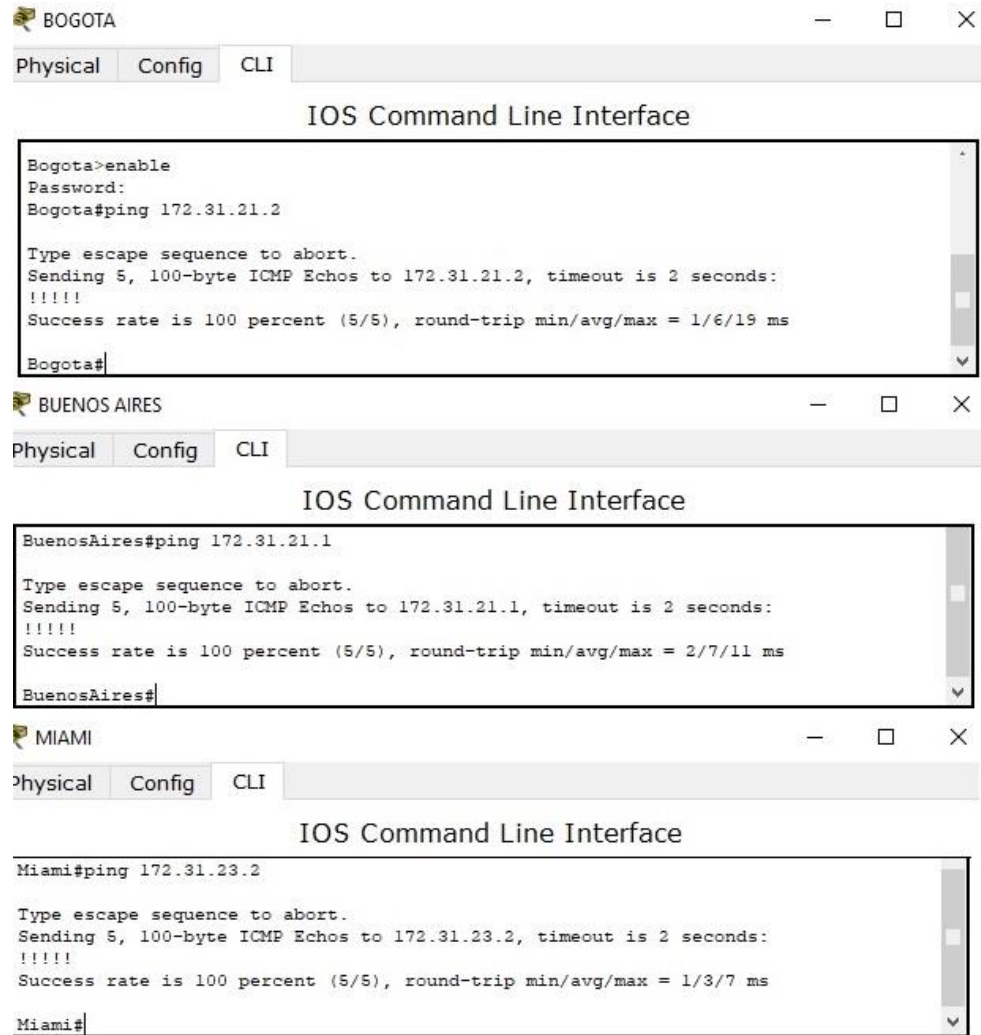 BOGOTA
Physical Config CLI
IOS Command Line Interface
Bogota>enable
Password:
Bogota#ping 172.31.21.2
Type escape sequence to abort.
Sending 5, 100-byte ICMP Echos to 172.31.21.2, timeout is 2 seconds:
!!!!!
Success rate is 100 percent (5/5), round-trip min/avg/max = 1/6/19 ms
Bogota#
BUENOS AIRES
Physical Config CLI
IOS Command Line Interface
BuenosAires#ping 172.31.21.1
Type escape sequence to abort.
Sending 5, 100-byte ICMP Echos to 172.31.21.1, timeout is 2 seconds:
!!!!!
Success rate is 100 percent (5/5), round-trip min/avg/max = 2/7/11 ms
BuenosAires#
MIAMI
Physical Config CLI
IOS Command Line Interface
Miami#ping 172.31.23.2
Type escape sequence to abort.
Sending 5, 100-byte ICMP Echos to 172.31.23.2, timeout is 2 seconds:
!!!!!
Success rate is 100 percent (5/5), round-trip min/avg/max = 1/3/7 ms
Miami#